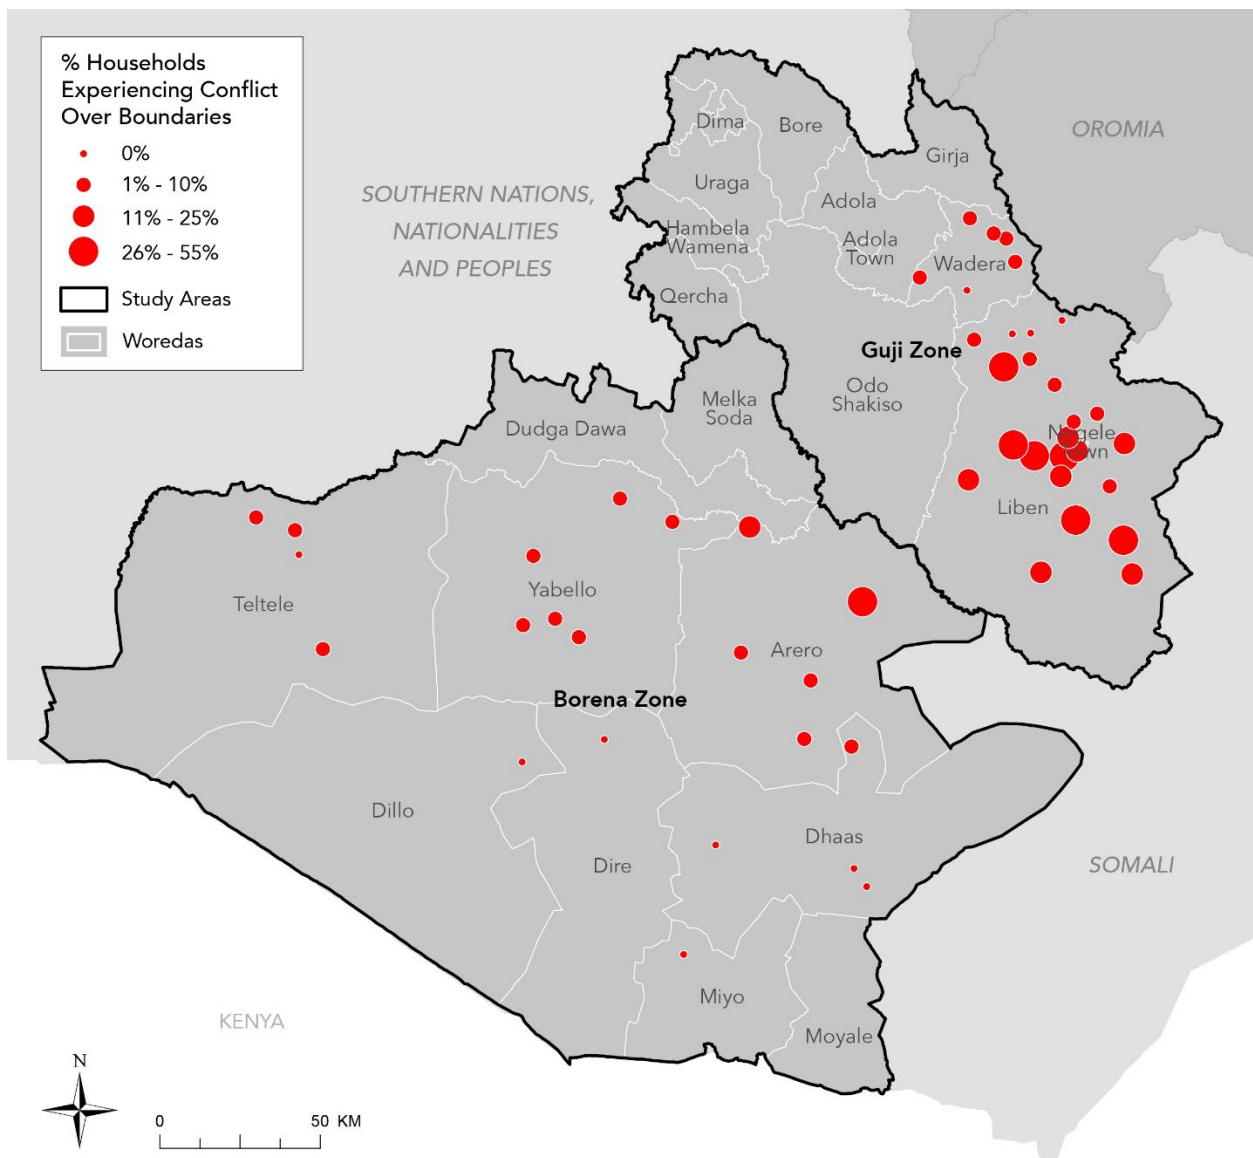 % Households
Experiencing Conflict
Over Boundaries
0%
1% - 10%
11% - 25%
26% - 55%
Study Areas
Woredas
OROMIA
SOUTHERN NATIONS,
NATIONALITIES
AND PEOPLES
Dima
Bore
Girja
Uraga
Adola
Hambela
Wamena
Adola
Town
Wadera
Qercha
Guji Zone
Odo
Shakiso
Melka
Soda
Dudga Dawa
Negele
Town
Liben
Teltele
Yabello
Arero
Borena Zone
Dillo
Dire
Dhaas
SOMALI
Miyo
Moyale
KENYA
N
0 50 KM